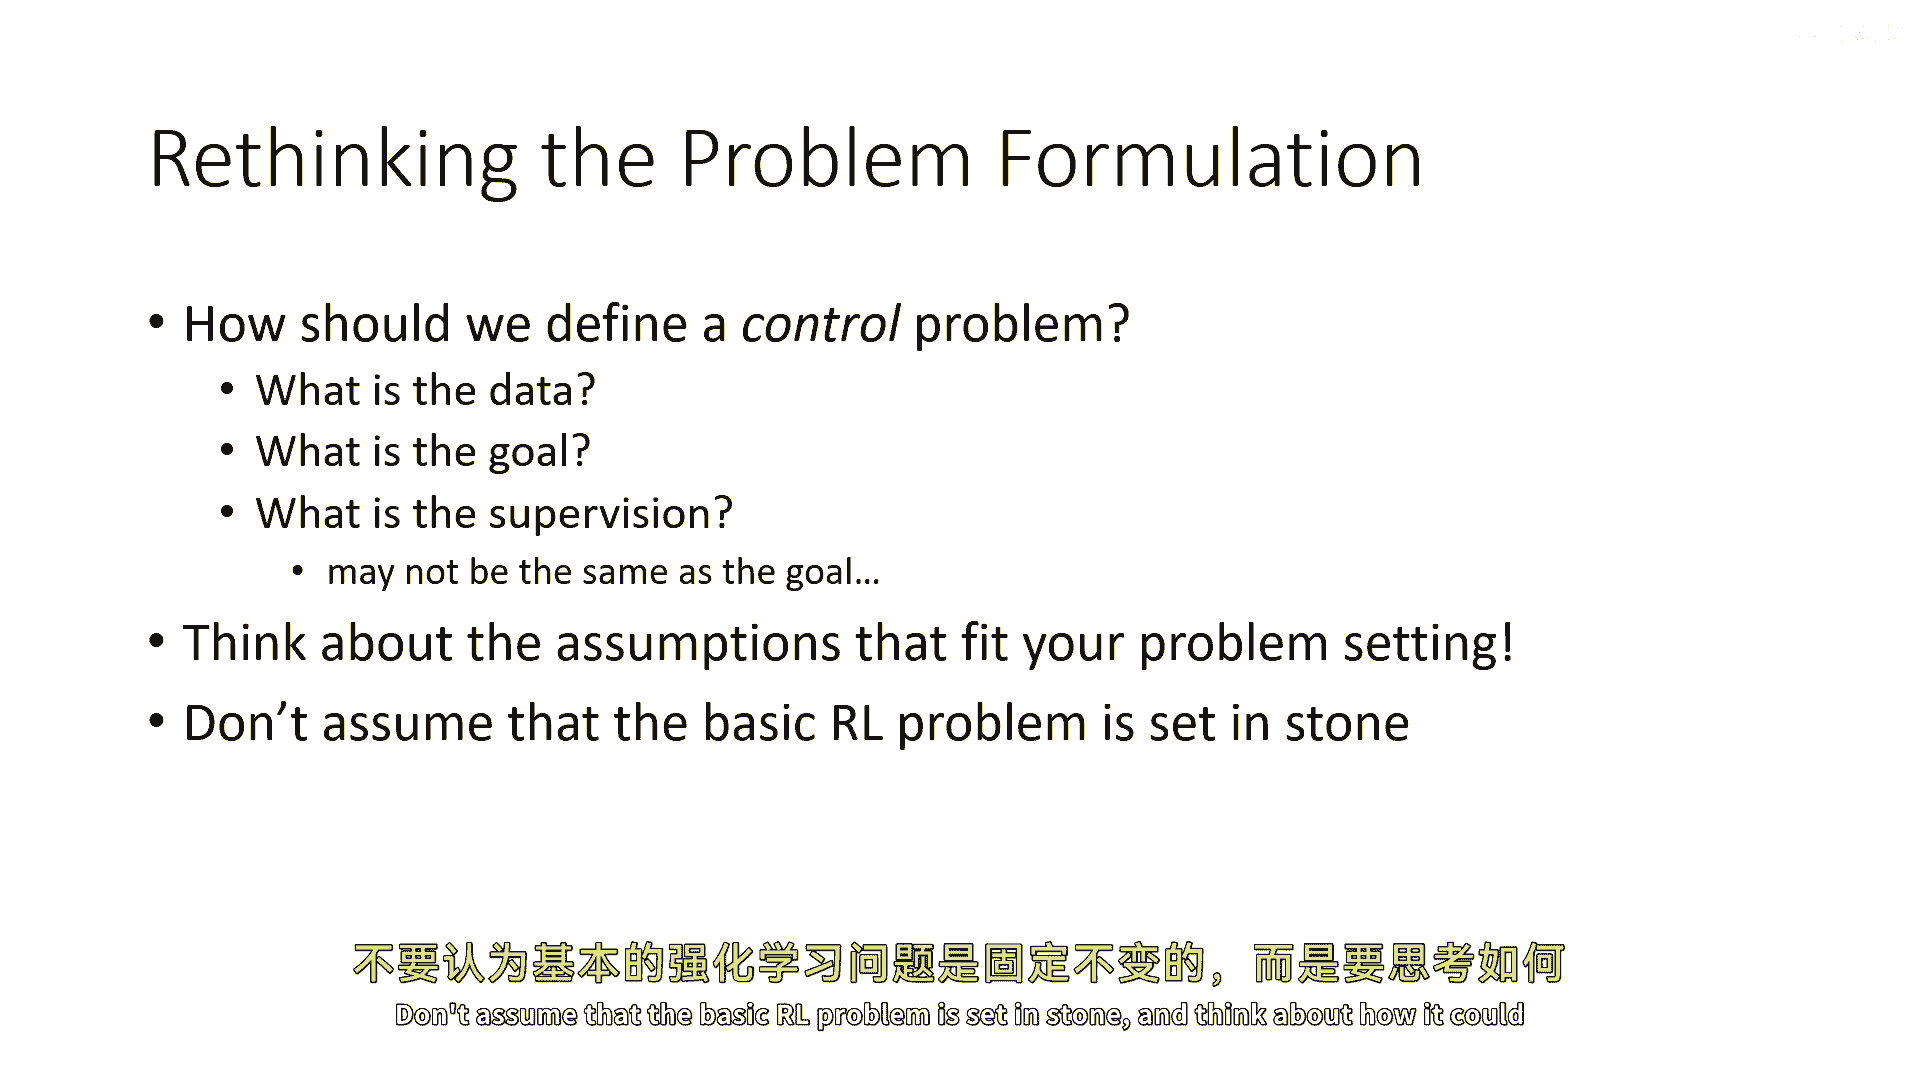 Rethinking the Problem Formulation
• How should we define a control problem?
• What is the data?
• What is the goal?
• What is the supervision?
• may not be the same as the goal...
• Think about the assumptions that fit your problem setting!
• Don’t assume that the basic RL problem is set in stone
不要认为基本的强化学习问题是固定不变的，而是要思考如何
Don't assume that the basic RL problem is set in stone, and think about how it could